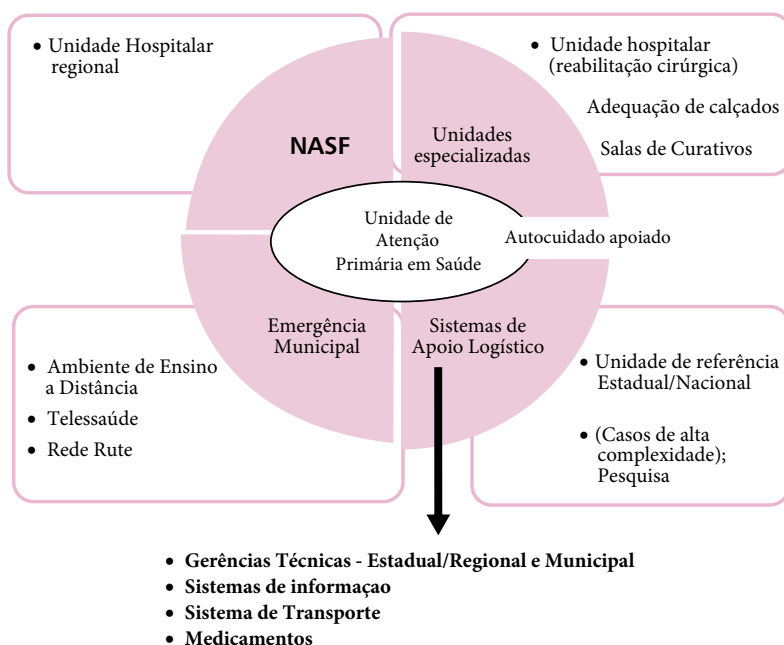 • Unidade Hospitalar
regional
• Unidade hospitalar
(reabilitação cirúrgica)
Adequação de calçados
Salas de Curativos
NASF
Unidades
especializadas
Unidade de
Atenção
Primária em Saúde
Autocuidado apoiado
Emergência
Municipal
Sistemas de
Apoio Logístico
• Ambiente de Ensino
a Distância
• Telessaúde
• Rede Rute
• Unidade de referência
Estadual/Nacional
• (Casos de alta
complexidade);
Pesquisa
• Gerências Técnicas - Estadual/Regional e Municipal
• Sistemas de informaçao
• Sistema de Transporte
• Medicamentos